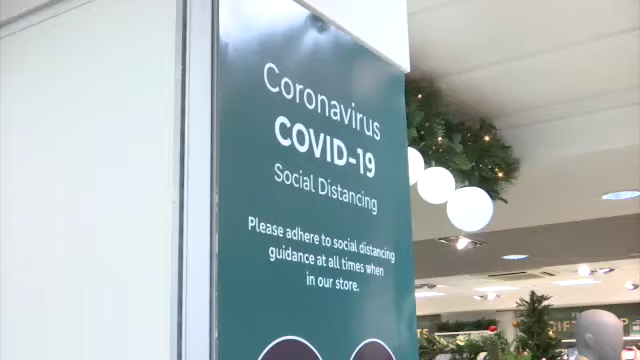 Coronavirus
COVID-19
Social Distancing
Please adhere to social distancing
guidance at all times when
in our store.